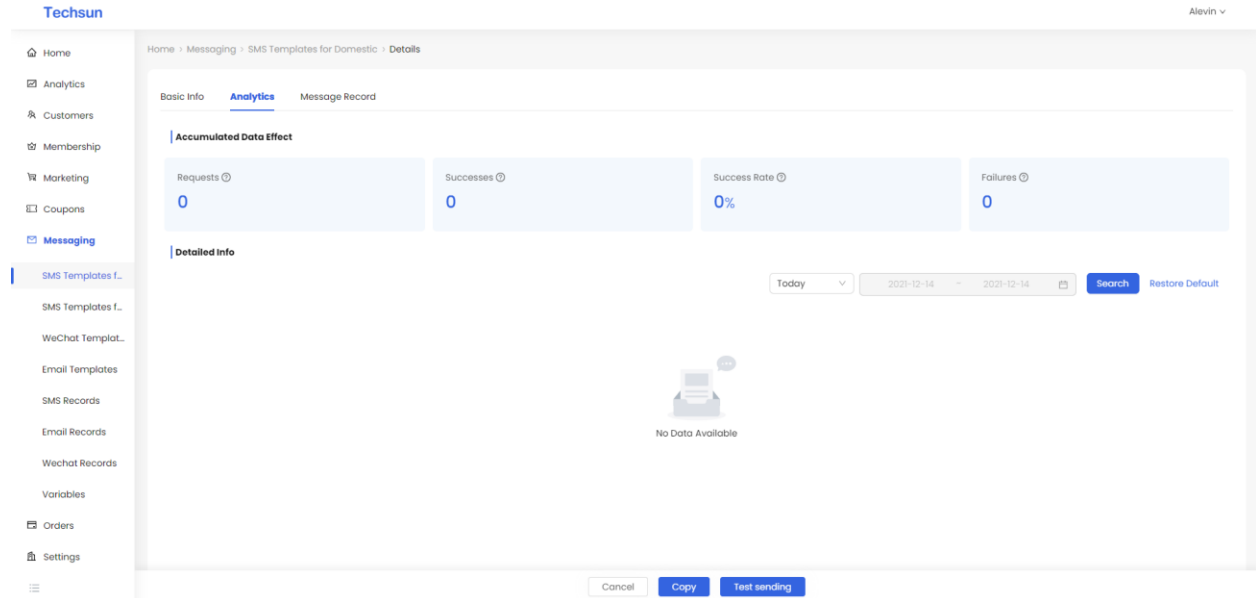 Techsun
Alevin
Home
Analytics
Customers
Membership
Marketing
Coupons
Messaging
SMS Templates f...
SMS Templates f...
WeChat Templat...
Email Templates
SMS Records
Email Records
Wechat Records
Variables
Orders
Settings
Home > Messaging > SMS Templates for Domestic > Details
Basic Info Analytics Message Record
Accumulated Data Effect
Requests Successes Success Rate Failures
0 0 0% 0
Detailed Info
Today 2021-12-14 ~ 2021-12-14 Search Restore Default
No Data Available
Cancel Copy Test sending